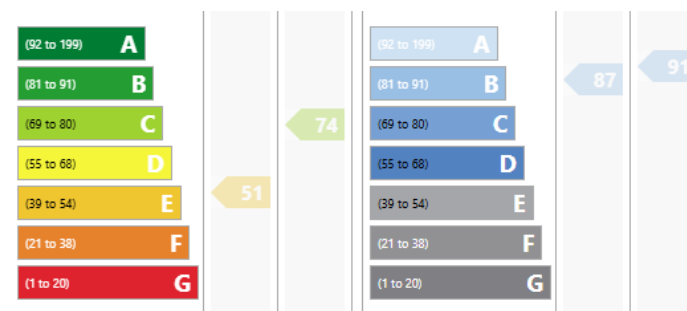 (92 to 199) A
(81 to 91) B
(69 to 80) C
(55 to 68) D
(39 to 54) E
(21 to 38) F
(1 to 20) G
51
74
(92 to 199) A
(81 to 91) B
(69 to 80) C
(55 to 68) D
(39 to 54) E
(21 to 38) F
(1 to 20) G
87
91